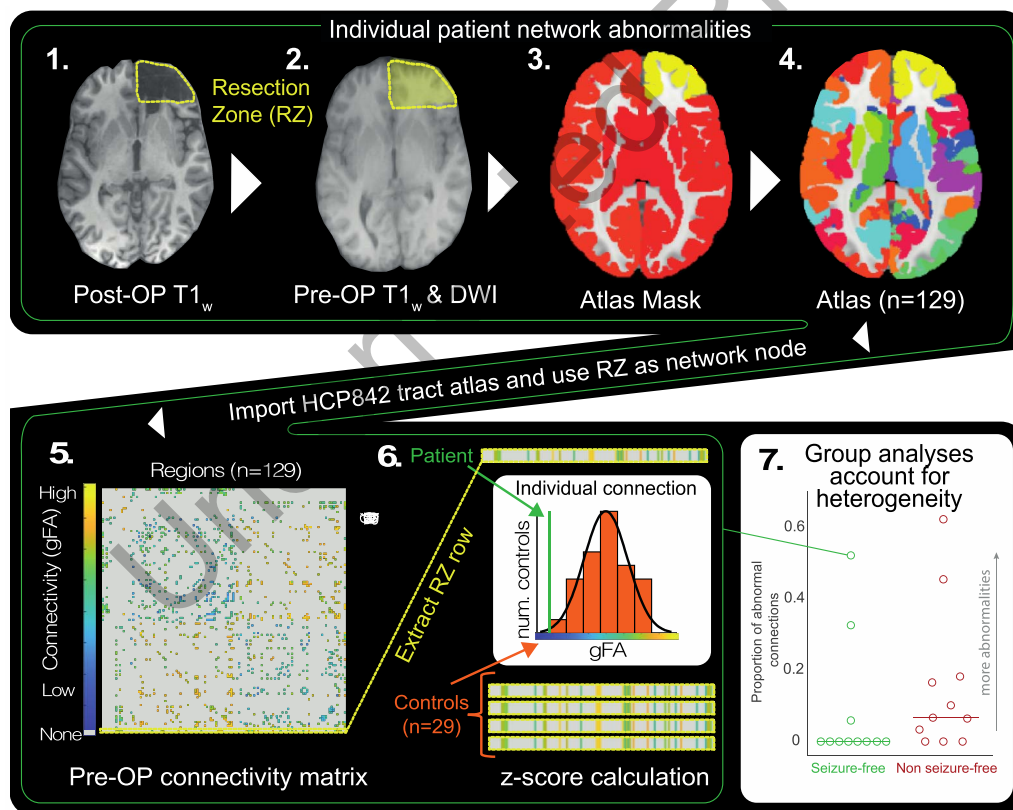 Individual patient network abnormalities
1.
2.
3.
4.
Resection
Zone (RZ)
Post-OP T1w
Pre-OP T1w & DWI
Atlas Mask
Atlas (n=129)
Import HCP842 tract atlas and use RZ as network node
5.
Regions (n=129)
High
Connectivity (gFA)
Low
None
Pre-OP connectivity matrix
Extract RZ row
6.
Patient
Individual connection
num. controls
gFA
Controls
(n=29)
z-score calculation
7.
Group analyses
account for
heterogeneity
Proportion of abnormal
connections
0.6
0.4
0.2
0
more abnormalities
Seizure-free
Non seizure-free